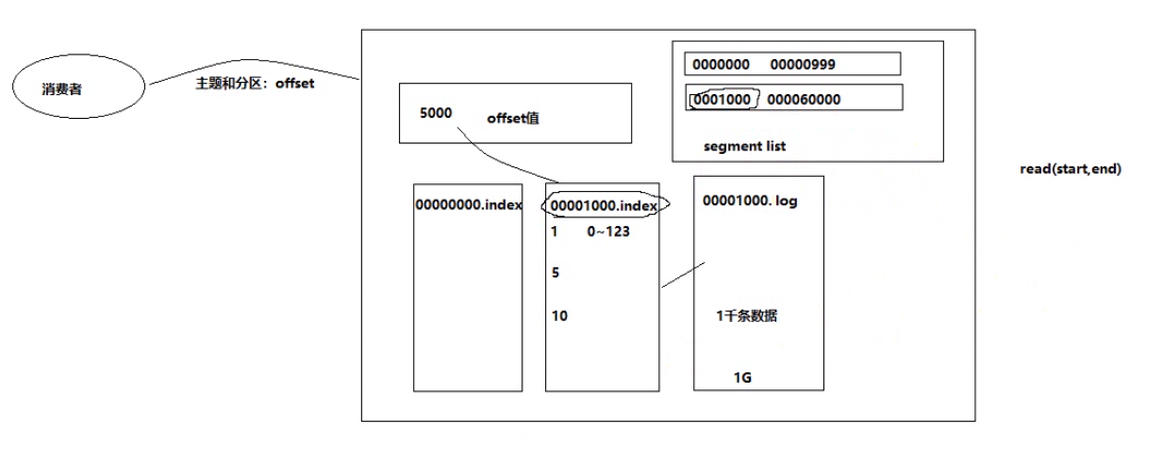 消费者
主题和分区：offset
0000000 00000999
0001000 000060000
segment list
5000 offset值
read(start,end)
00000000.index
00001000.index
1 0~123
5
10
00001000. log
1千条数据
1G